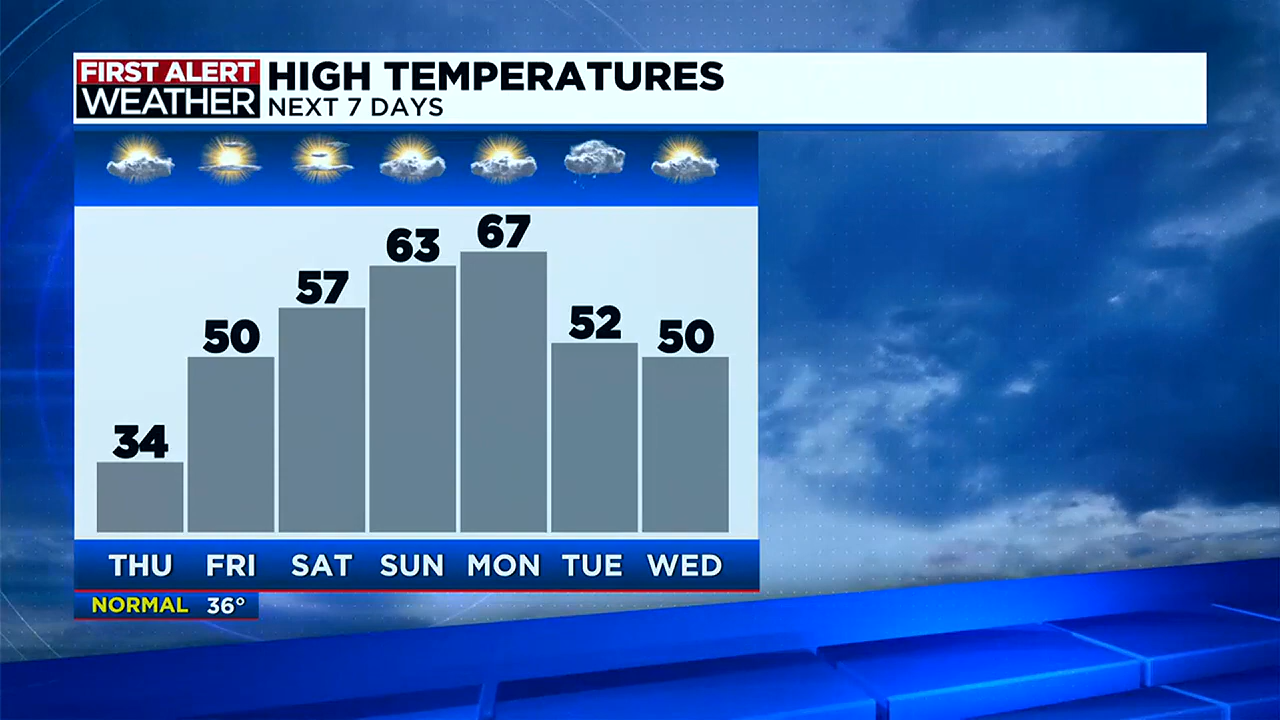 FIRST ALERT
WEATHER
HIGH TEMPERATURES
NEXT 7 DAYS
34 50 57 63 67 52 50
THU FRI SAT SUN MON TUE WED
NORMAL 36°